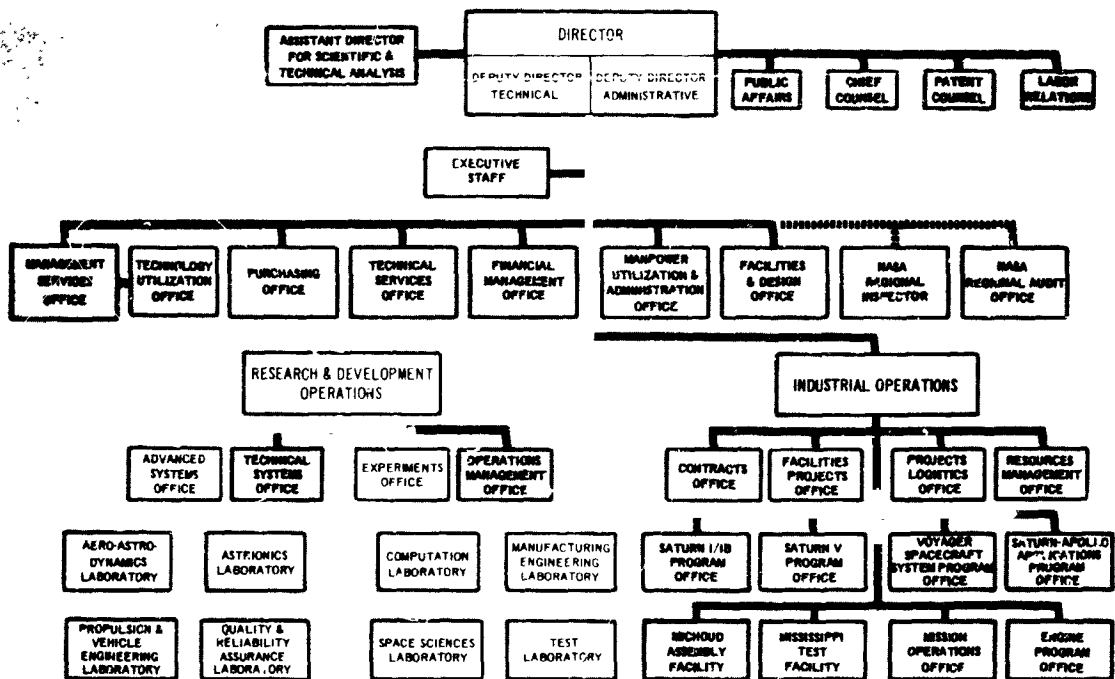 ASSISTANT DIRECTOR
FOR SCIENTIFIC &
TECHNICAL ANALYSIS
DIRECTOR
DEPUTY DIRECTOR
TECHNICAL
DEPUTY DIRECTOR
ADMINISTRATIVE
PUBLIC
AFFAIRS
CHIEF
COUNSEL
PATENT
COUNSEL
LABOR
RELATIONS
EXECUTIVE
STAFF
MANAGEMENT
SERVICES
OFFICE
TECHNOLOGY
UTILIZATION
OFFICE
PURCHASING
OFFICE
TECHNICAL
SERVICES
OFFICE
FINANCIAL
MANAGEMENT
OFFICE
MANPOWER
UTILIZATION &
ADMINISTRATION
OFFICE
FACILITIES
& DESIGN
OFFICE
NASA
REGIONAL
INSPECTOR
NASA
REGIONAL AUDIT
OFFICE
RESEARCH & DEVELOPMENT
OPERATIONS
INDUSTRIAL OPERATIONS
ADVANCED
SYSTEMS
OFFICE
TECHNICAL
SYSTEMS
OFFICE
EXPERIMENTS
OFFICE
OPERATIONS
MANAGEMENT
OFFICE
CONTRACTS
OFFICE
FACILITIES
PROJECTS
OFFICE
PROJECTS
LOGISTICS
OFFICE
RESOURCES
MANAGEMENT
OFFICE
AERO-ASTRO-
DYNAMICS
LABORATORY
ASTRIONICS
LABORATORY
COMPUTATION
LABORATORY
MANUFACTURING
ENGINEERING
LABORATORY
SATURN I/IB
PROGRAM
OFFICE
SATURN V
PROGRAM
OFFICE
VOYAGER
SPACECRAFT
SYSTEM PROGRAM
OFFICE
SATURN-APOLLO
APPLICATIONS
PROGRAM
OFFICE
PROPULSION &
VEHICLE
ENGINEERING
LABORATORY
QUALITY &
RELIABILITY
ASSURANCE
LABORATORY
SPACE SCIENCES
LABORATORY
TEST
LABORATORY
MICHOUD
ASSEMBLY
FACILITY
MISSISSIPPI
TEST
FACILITY
MISSION
OPERATIONS
OFFICE
ENGINE
PROGRAM
OFFICE